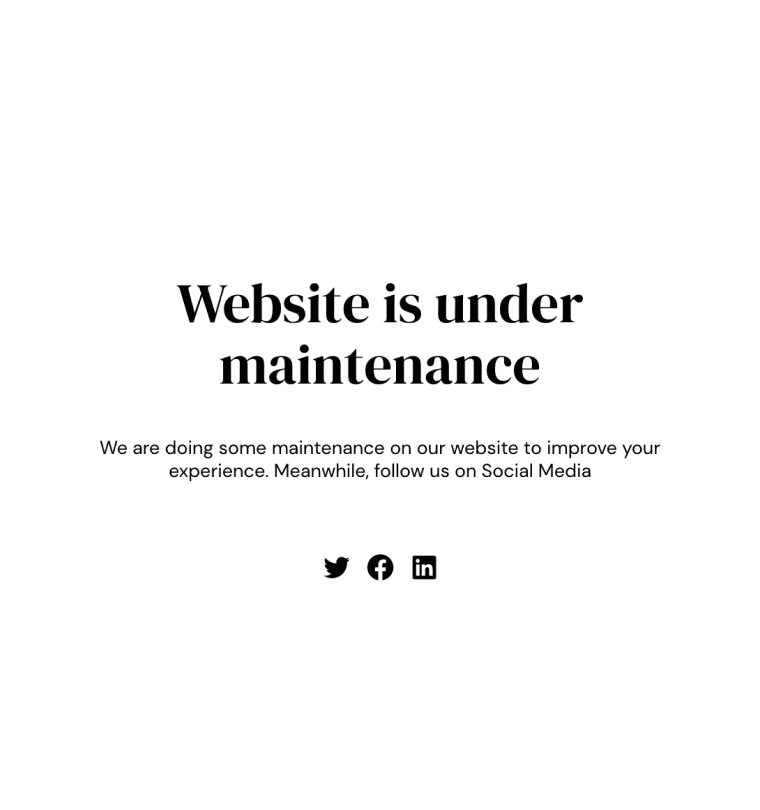 Website is under
maintenance
We are doing some maintenance on our website to improve your
experience. Meanwhile, follow us on Social Media